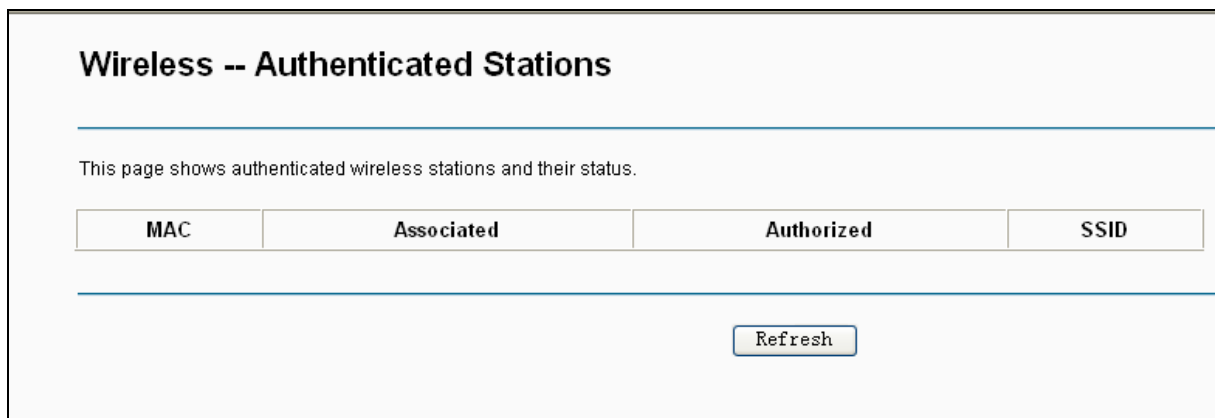 Wireless -- Authenticated Stations
This page shows authenticated wireless stations and their status.
MAC Associated Authorized SSID
Refresh